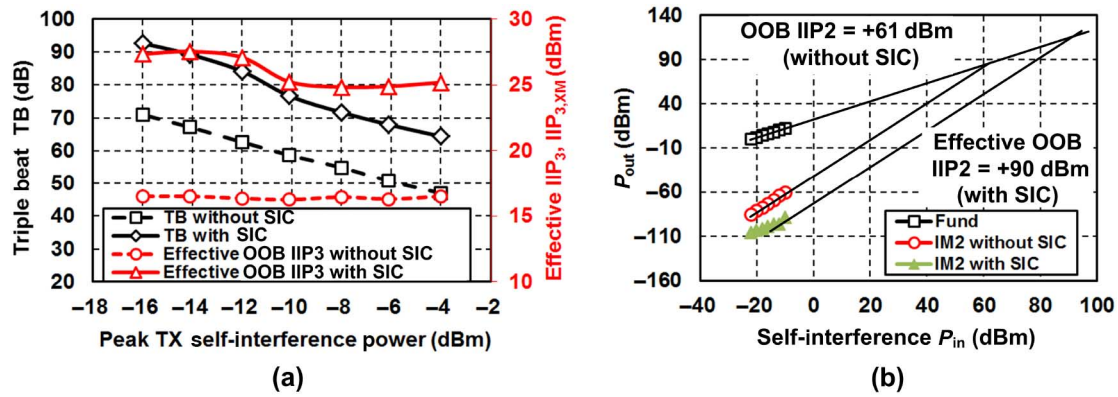 Triple beat TB (dB)
100
90
80
70
60
50
40
30
20
30
25
20
15
10
Effective IIP3, IIP3,XM (dBm)
TB without SIC
TB with SIC
Effective OOB IIP3 without SIC
Effective OOB IIP3 with SIC
−18 −16 −14 −12 −10 −8 −6 −4 −2
Peak TX self-interference power (dBm)
(a)
Pout (dBm)
140
90
40
−10
−60
−110
−160
OOB IIP2 = +61 dBm
(without SIC)
Effective OOB
IIP2 = +90 dBm
(with SIC)
Fund
IM2 without SIC
IM2 with SIC
−40 −20 0 20 40 60 80 100
Self-interference Pin (dBm)
(b)